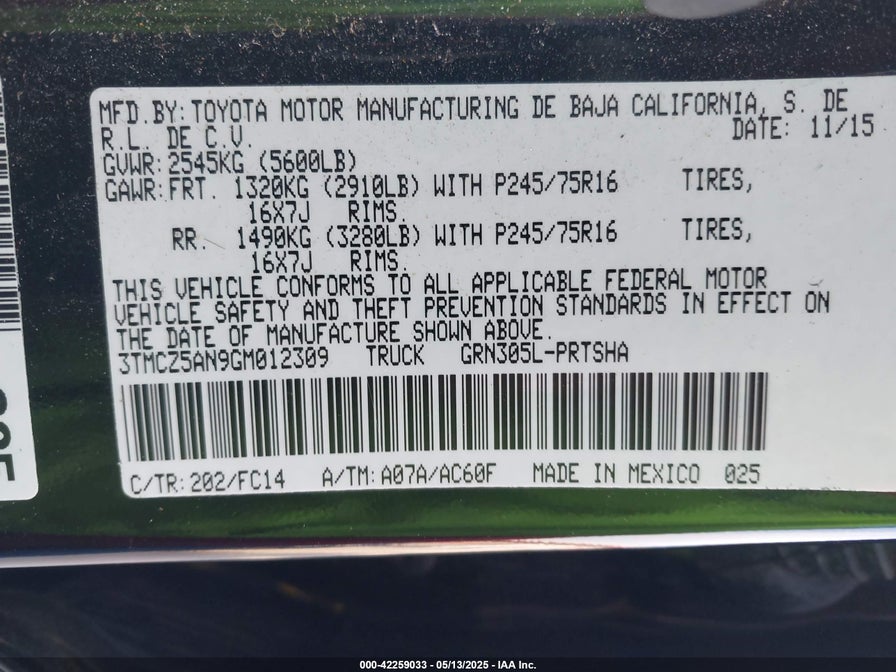 MFD.BY: TOYOTA MOTOR MANUFACTURING DE BAJA CALIFORNIA, S. DE
R.L. DE C.V. DATE: 11/15
GVWR: 2545KG (5600LB)
GAWR: FRT. 1320KG (2910LB) WITH P245/75R16 TIRES,
16X7J RIMS.
RR. 1490KG (3280LB) WITH P245/75R16 TIRES,
16X7J RIMS.
THIS VEHICLE CONFORMS TO ALL APPLICABLE FEDERAL MOTOR
VEHICLE SAFETY AND THEFT PREVENTION STANDARDS IN EFFECT ON
THE DATE OF MANUFACTURE SHOWN ABOVE.
3TMCZ5AN9GM012309 TRUCK GRN305L-PRTSHA
C/TR: 202/FC14 A/TM: A07A/AC60F MADE IN MEXICO 025
000-42259033 - 05/13/2025 - IAA Inc.